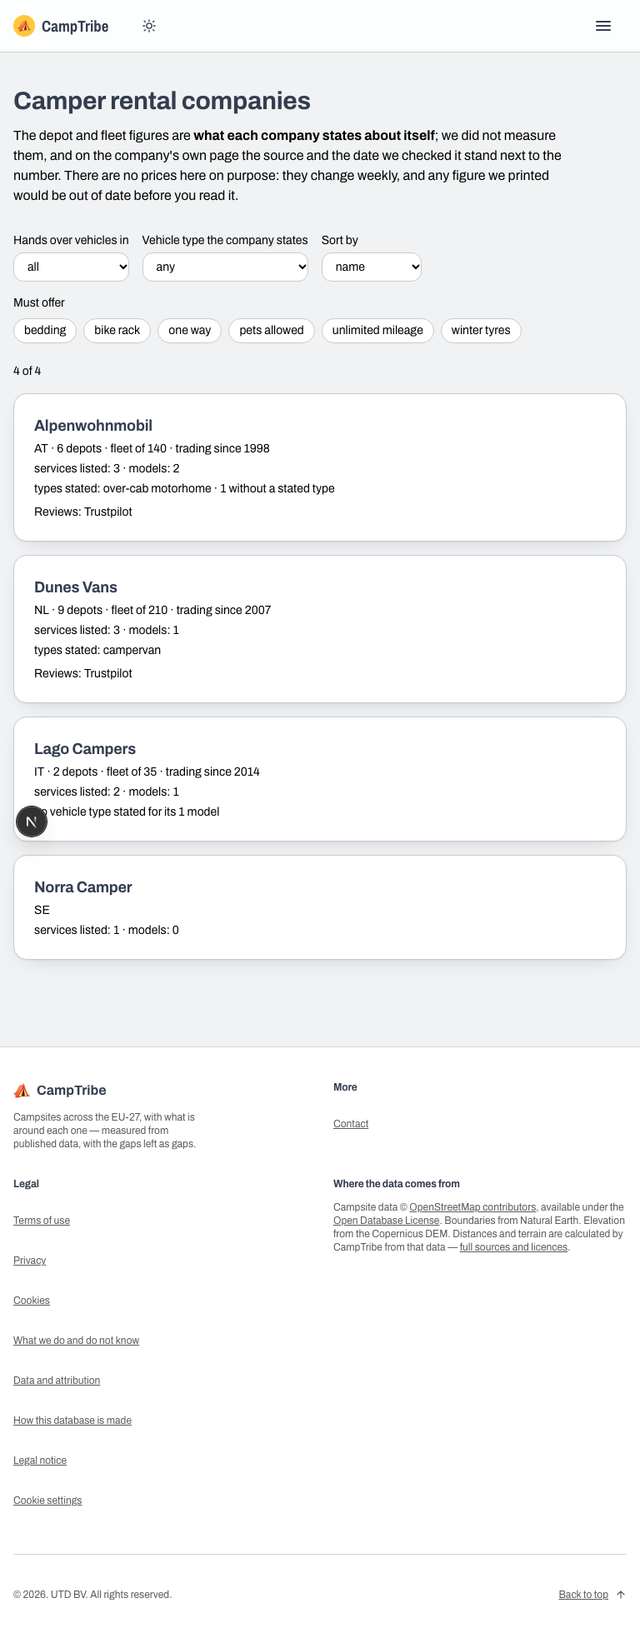 CampTribe
Camper rental companies
The depot and fleet figures are what each company states about itself; we did not measure
them, and on the company's own page the source and the date we checked it stand next to the
number. There are no prices here on purpose: they change weekly, and any figure we printed
would be out of date before you read it.
Hands over vehicles in
Vehicle type the company states
Sort by
all
any
name
Must offer
bedding
bike rack
one way
pets allowed
unlimited mileage
winter tyres
4 of 4
Alpenwohnmobil
AT · 6 depots · fleet of 140 · trading since 1998
services listed: 3 · models: 2
types stated: over-cab motorhome · 1 without a stated type
Reviews: Trustpilot
Dunes Vans
NL · 9 depots · fleet of 210 · trading since 2007
services listed: 3 · models: 1
types stated: campervan
Reviews: Trustpilot
Lago Campers
IT · 2 depots · fleet of 35 · trading since 2014
services listed: 2 · models: 1
vehicle type stated for its 1 model
N
Norra Camper
SE
services listed: 1 · models: 0
CampTribe
Campsites across the EU-27, with what is
around each one — measured from
published data, with the gaps left as gaps.
More
Contact
Legal
Terms of use
Privacy
Cookies
What we do and do not know
Data and attribution
How this database is made
Legal notice
Cookie settings
Where the data comes from
Campsite data © OpenStreetMap contributors, available under the
Open Database License. Boundaries from Natural Earth. Elevation
from the Copernicus DEM. Distances and terrain are calculated by
CampTribe from that data — full sources and licences.
© 2026. UTD BV. All rights reserved.
Back to top